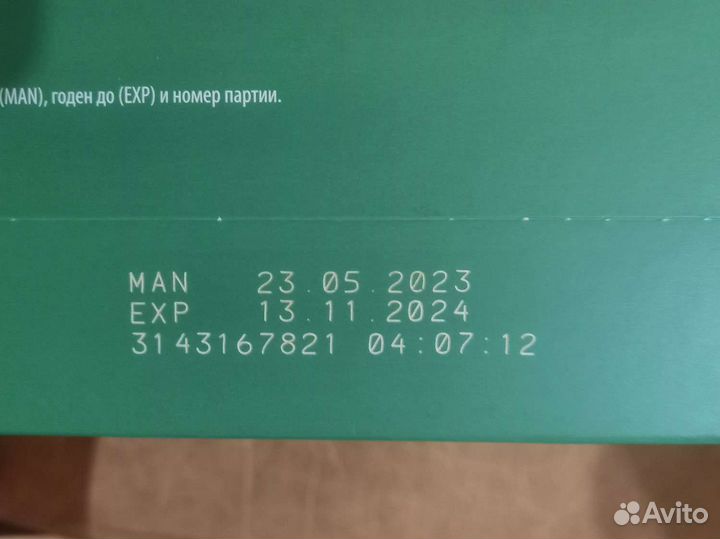 (MAN), годен до (EXP) и номер партии.
MAN 23.05.2023
EXP 13.11.2024
3143167821 04:07:12
Avito